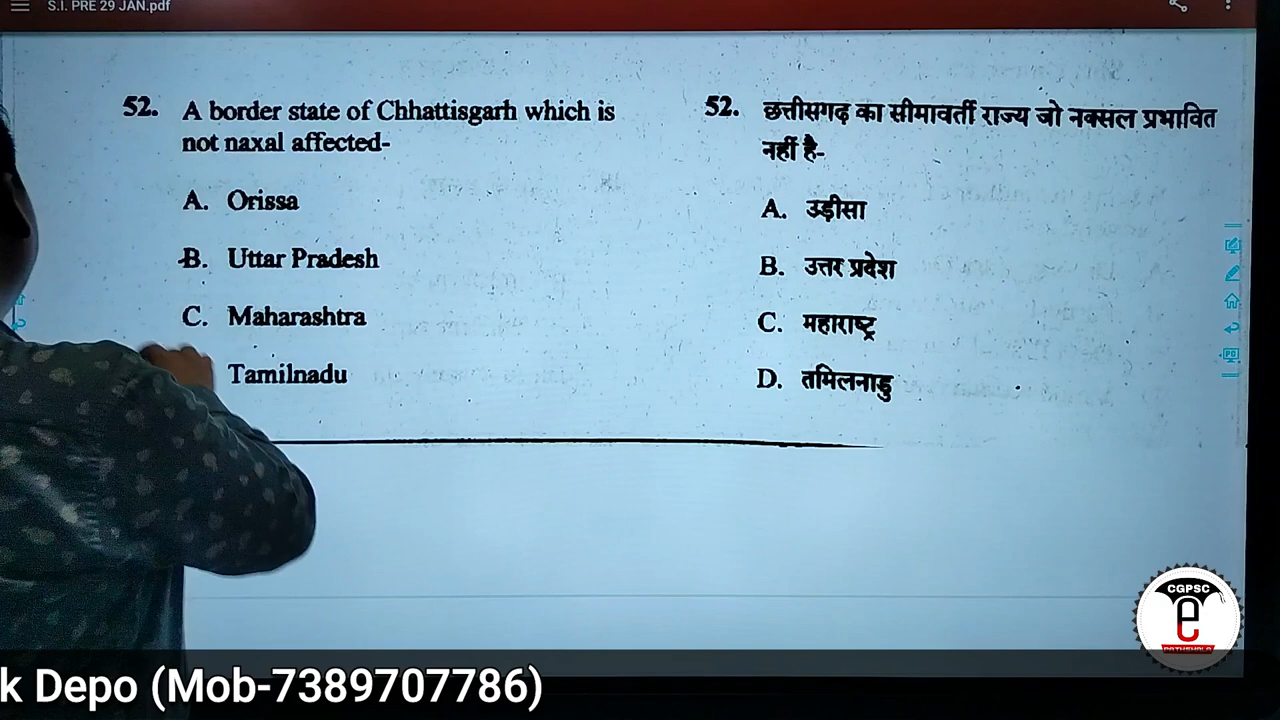 S.I. PRE 29 JAN.pdf
52. A border state of Chhattisgarh which is
not naxal affected-
A. Orissa
B. Uttar Pradesh
C. Maharashtra
Tamilnadu
52. छत्तीसगढ़ का सीमावर्ती राज्य जो नक्सल प्रभावित
नहीं है-
A. उड़ीसा
B. उत्तर प्रदेश
C. महाराष्ट्र
D. तमिलनाडु
CGPSC
e
k Depo (Mob-7389707786)